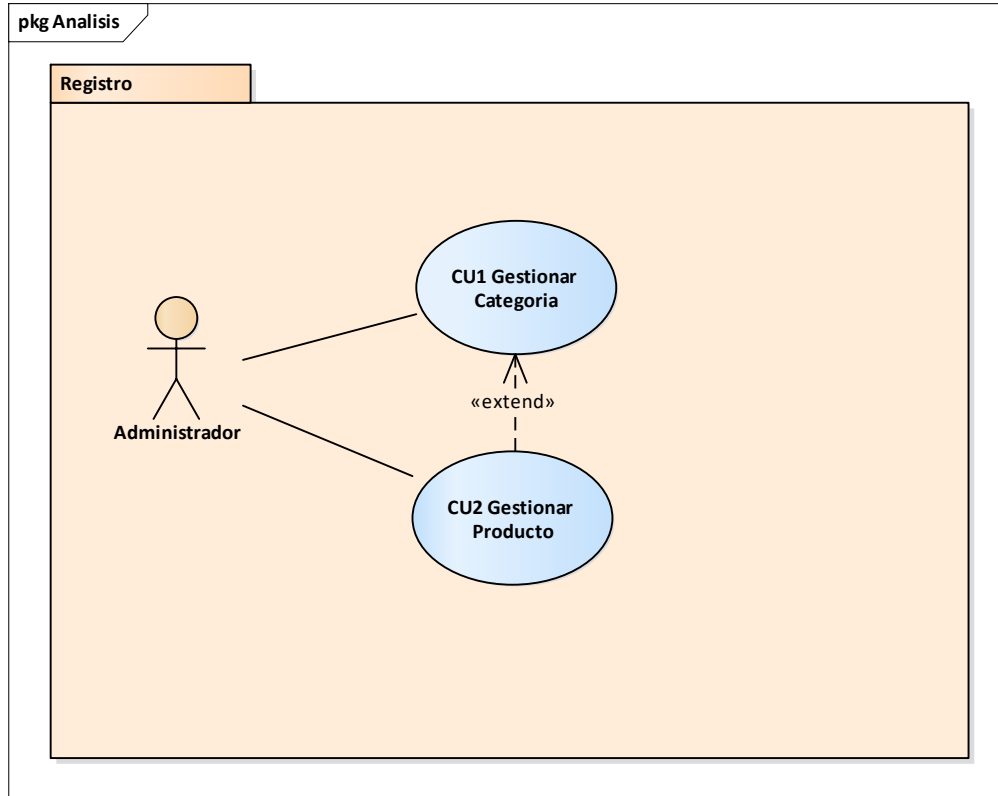 pkg Analisis
Registro
CU1 Gestionar
Categoria
«extend»
Administrador
CU2 Gestionar
Producto